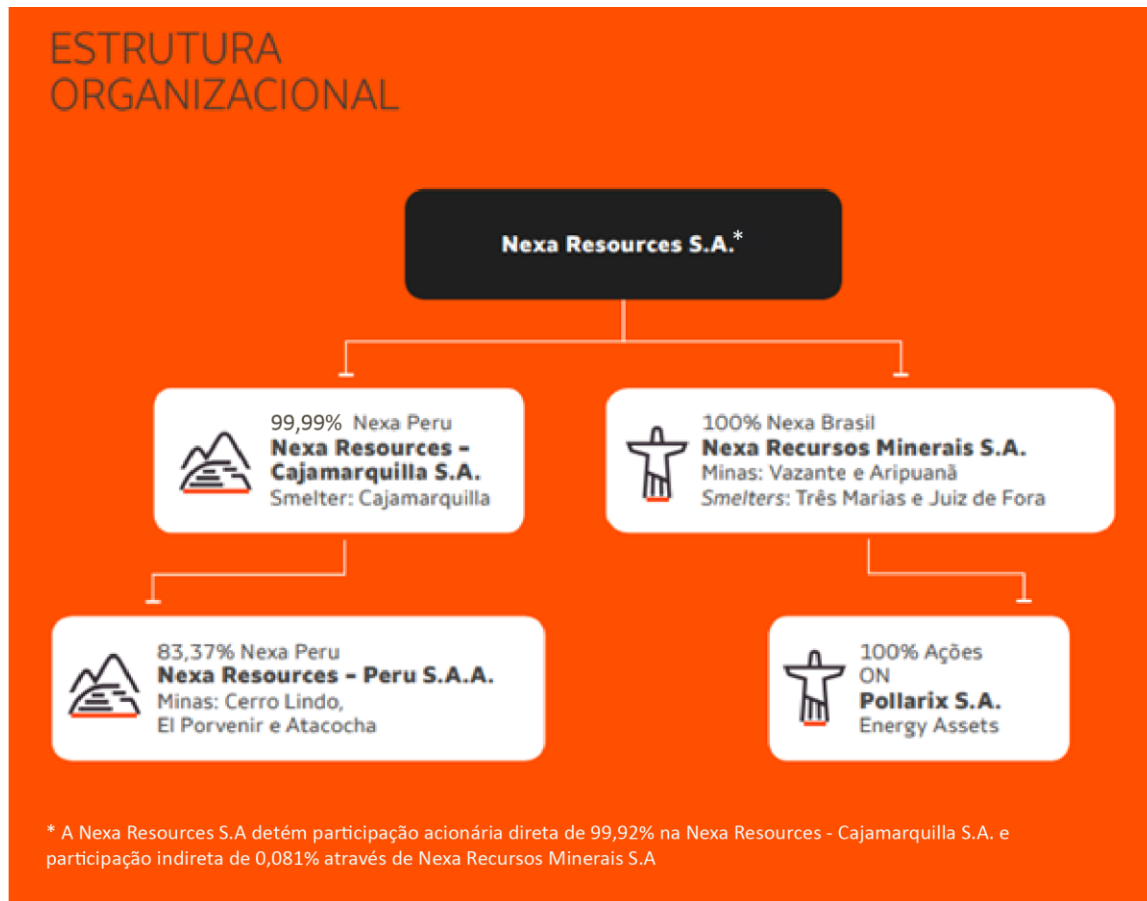 ESTRUTURA
ORGANIZACIONAL
Nexa Resources S.A.*
99,99% Nexa Peru
Nexa Resources –
Cajamarquilla S.A.
Smelter: Cajamarquilla
100% Nexa Brasil
Nexa Recursos Minerais S.A.
Minas: Vazante e Aripuanã
Smelters: Três Marias e Juiz de Fora
83,37% Nexa Peru
Nexa Resources – Peru S.A.A.
Minas: Cerro Lindo,
El Porvenir e Atacocha
100% Ações
ON
Pollarix S.A.
Energy Assets
* A Nexa Resources S.A detém participação acionária direta de 99,92% na Nexa Resources - Cajamarquilla S.A. e
participação indireta de 0,081% através de Nexa Recursos Minerais S.A